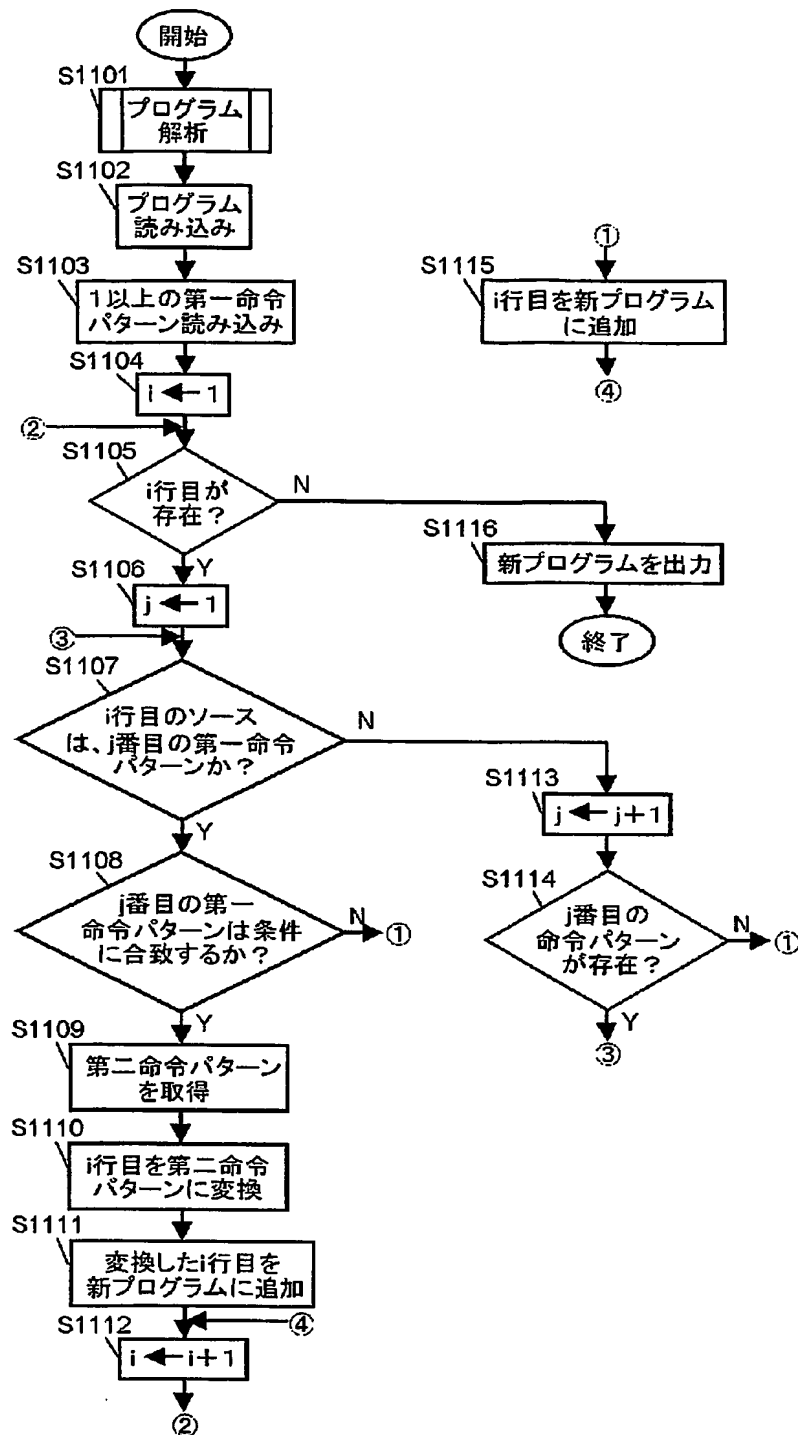 開始
S1101
プログラム
解析
S1102
プログラム
読み込み
S1103
1以上の第一命令
パターン読み込み
S1104
i ← 1
②
S1105
i行目が
存在?
N
Y
S1106
j ← 1
③
S1107
i行目のソース
は、j番目の第一命令
パターンか?
N
Y
S1108
j番目の第一
命令パターンは条件
に合致するか?
N
①
Y
S1109
第二命令パターン
を取得
S1110
i行目を第二命令
パターンに変換
S1111
変換したi行目を
新プログラムに追加
④
S1112
i ← i+1
②
①
S1115
i行目を新プログラム
に追加
④
S1116
新プログラムを出力
終了
S1113
j ← j+1
S1114
j番目の
命令パターン
が存在?
N
①
Y
③